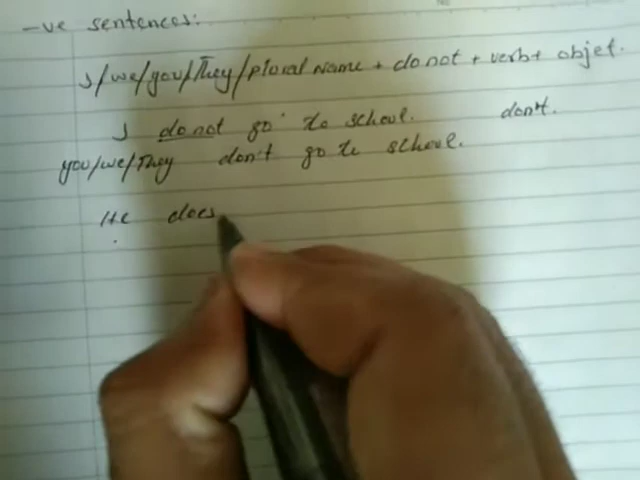 -ve sentences:
I/we/you/They/plural Name + do not + verb + objet.
I do not go to school. don't.
you/we/They don't go to school.
He does